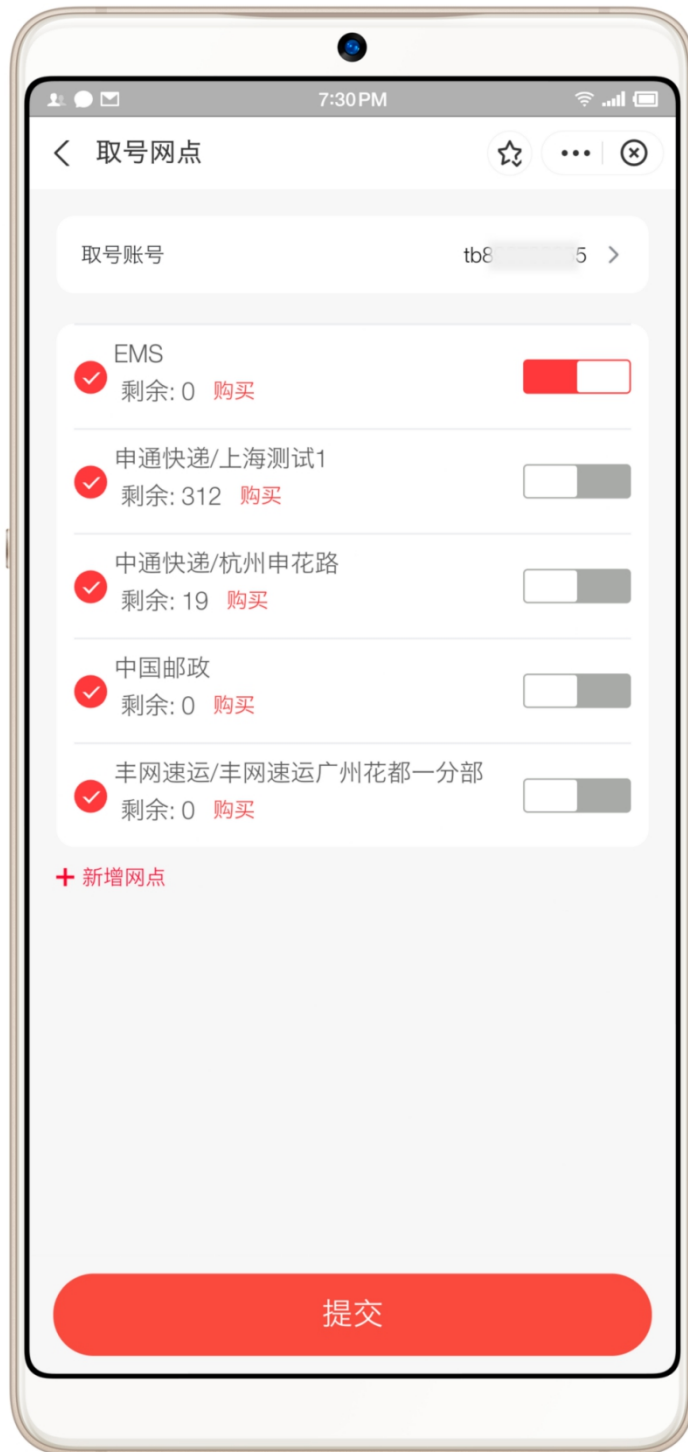 7:30 PM
取号网点
取号账号 tb8 5
EMS
剩余: 0 购买
申通快递/上海测试1
剩余: 312 购买
中通快递/杭州申花路
剩余: 19 购买
中国邮政
剩余: 0 购买
丰网速运/丰网速运广州花都一分部
剩余: 0 购买
+ 新增网点
提交